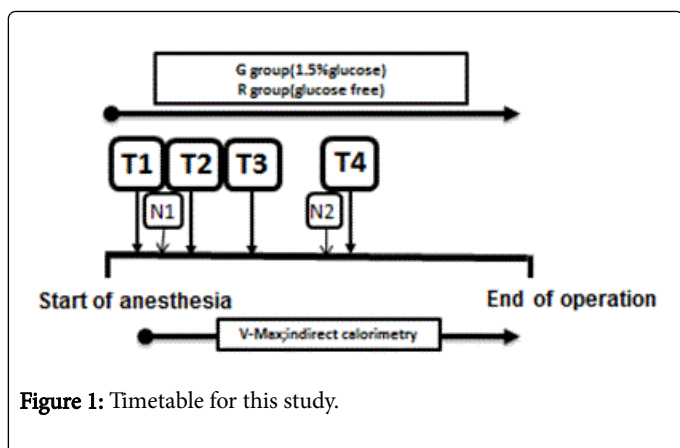 G group(1.5%glucose)
R group(glucose free)
T1 T2 T3 T4
N1 N2
Start of anesthesia End of operation
V-Max;indirect calorimetry
Figure 1: Timetable for this study.